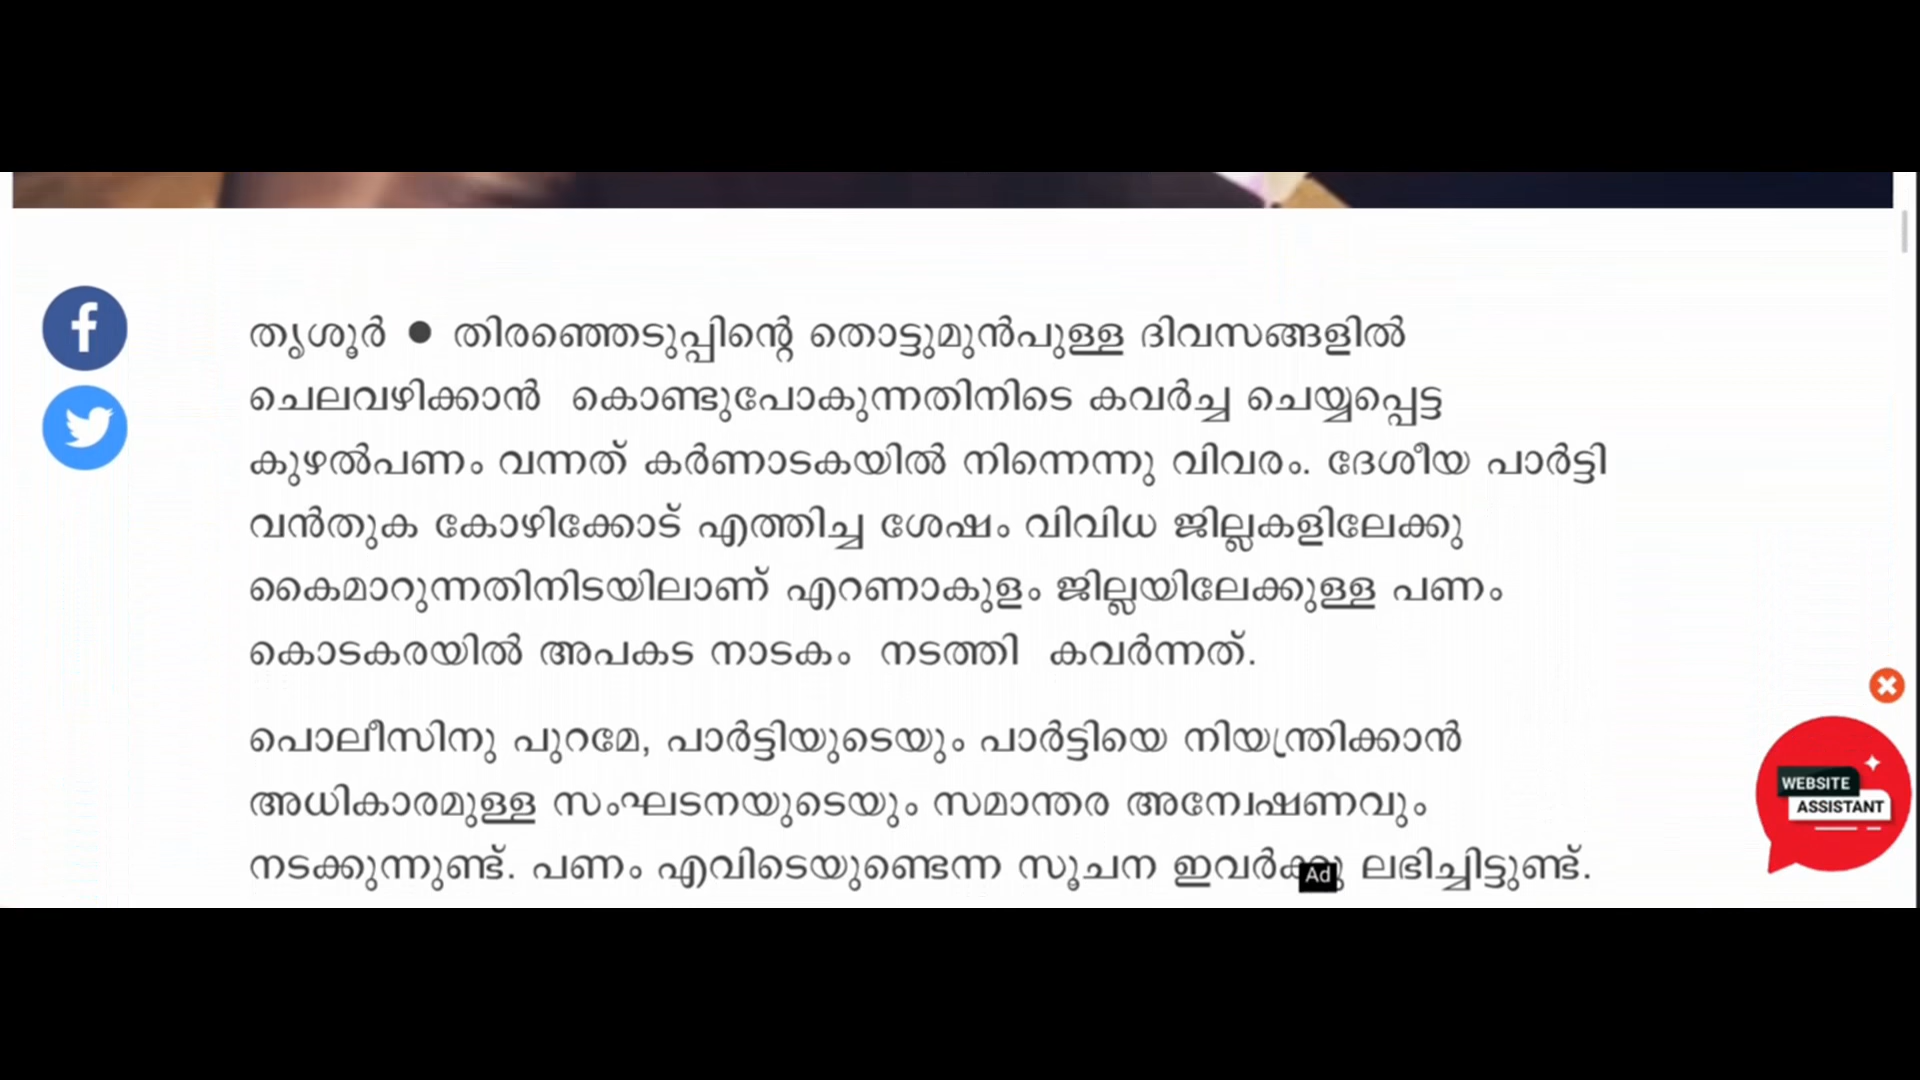 തൃശൂർ ● തിരഞ്ഞെടുപ്പിന്റെ തൊട്ടുമുൻപുള്ള ദിവസങ്ങളിൽ
ചെലവഴിക്കാൻ കൊണ്ടുപോകുന്നതിനിടെ കവർച്ച ചെയ്യപ്പെട്ട
കുഴൽപണം വന്നത് കർണാടകയിൽ നിന്നെന്നു വിവരം. ദേശീയ പാർട്ടി
വൻതുക കോഴിക്കോട് എത്തിച്ച ശേഷം വിവിധ ജില്ലകളിലേക്കു
കൈമാറുന്നതിനിടയിലാണ് എറണാകുളം ജില്ലയിലേക്കുള്ള പണം
കൊടകരയിൽ അപകട നാടകം നടത്തി കവർന്നത്.
പൊലീസിനു പുറമേ, പാർട്ടിയുടെയും പാർട്ടിയെ നിയന്ത്രിക്കാൻ
അധികാരമുള്ള സംഘടനയുടെയും സമാന്തര അന്വേഷണവും
നടക്കുന്നുണ്ട്. പണം എവിടെയുണ്ടെന്ന സൂചന ഇവർക്കു ലഭിച്ചിട്ടുണ്ട്.
Ad
WEBSITE
ASSISTANT